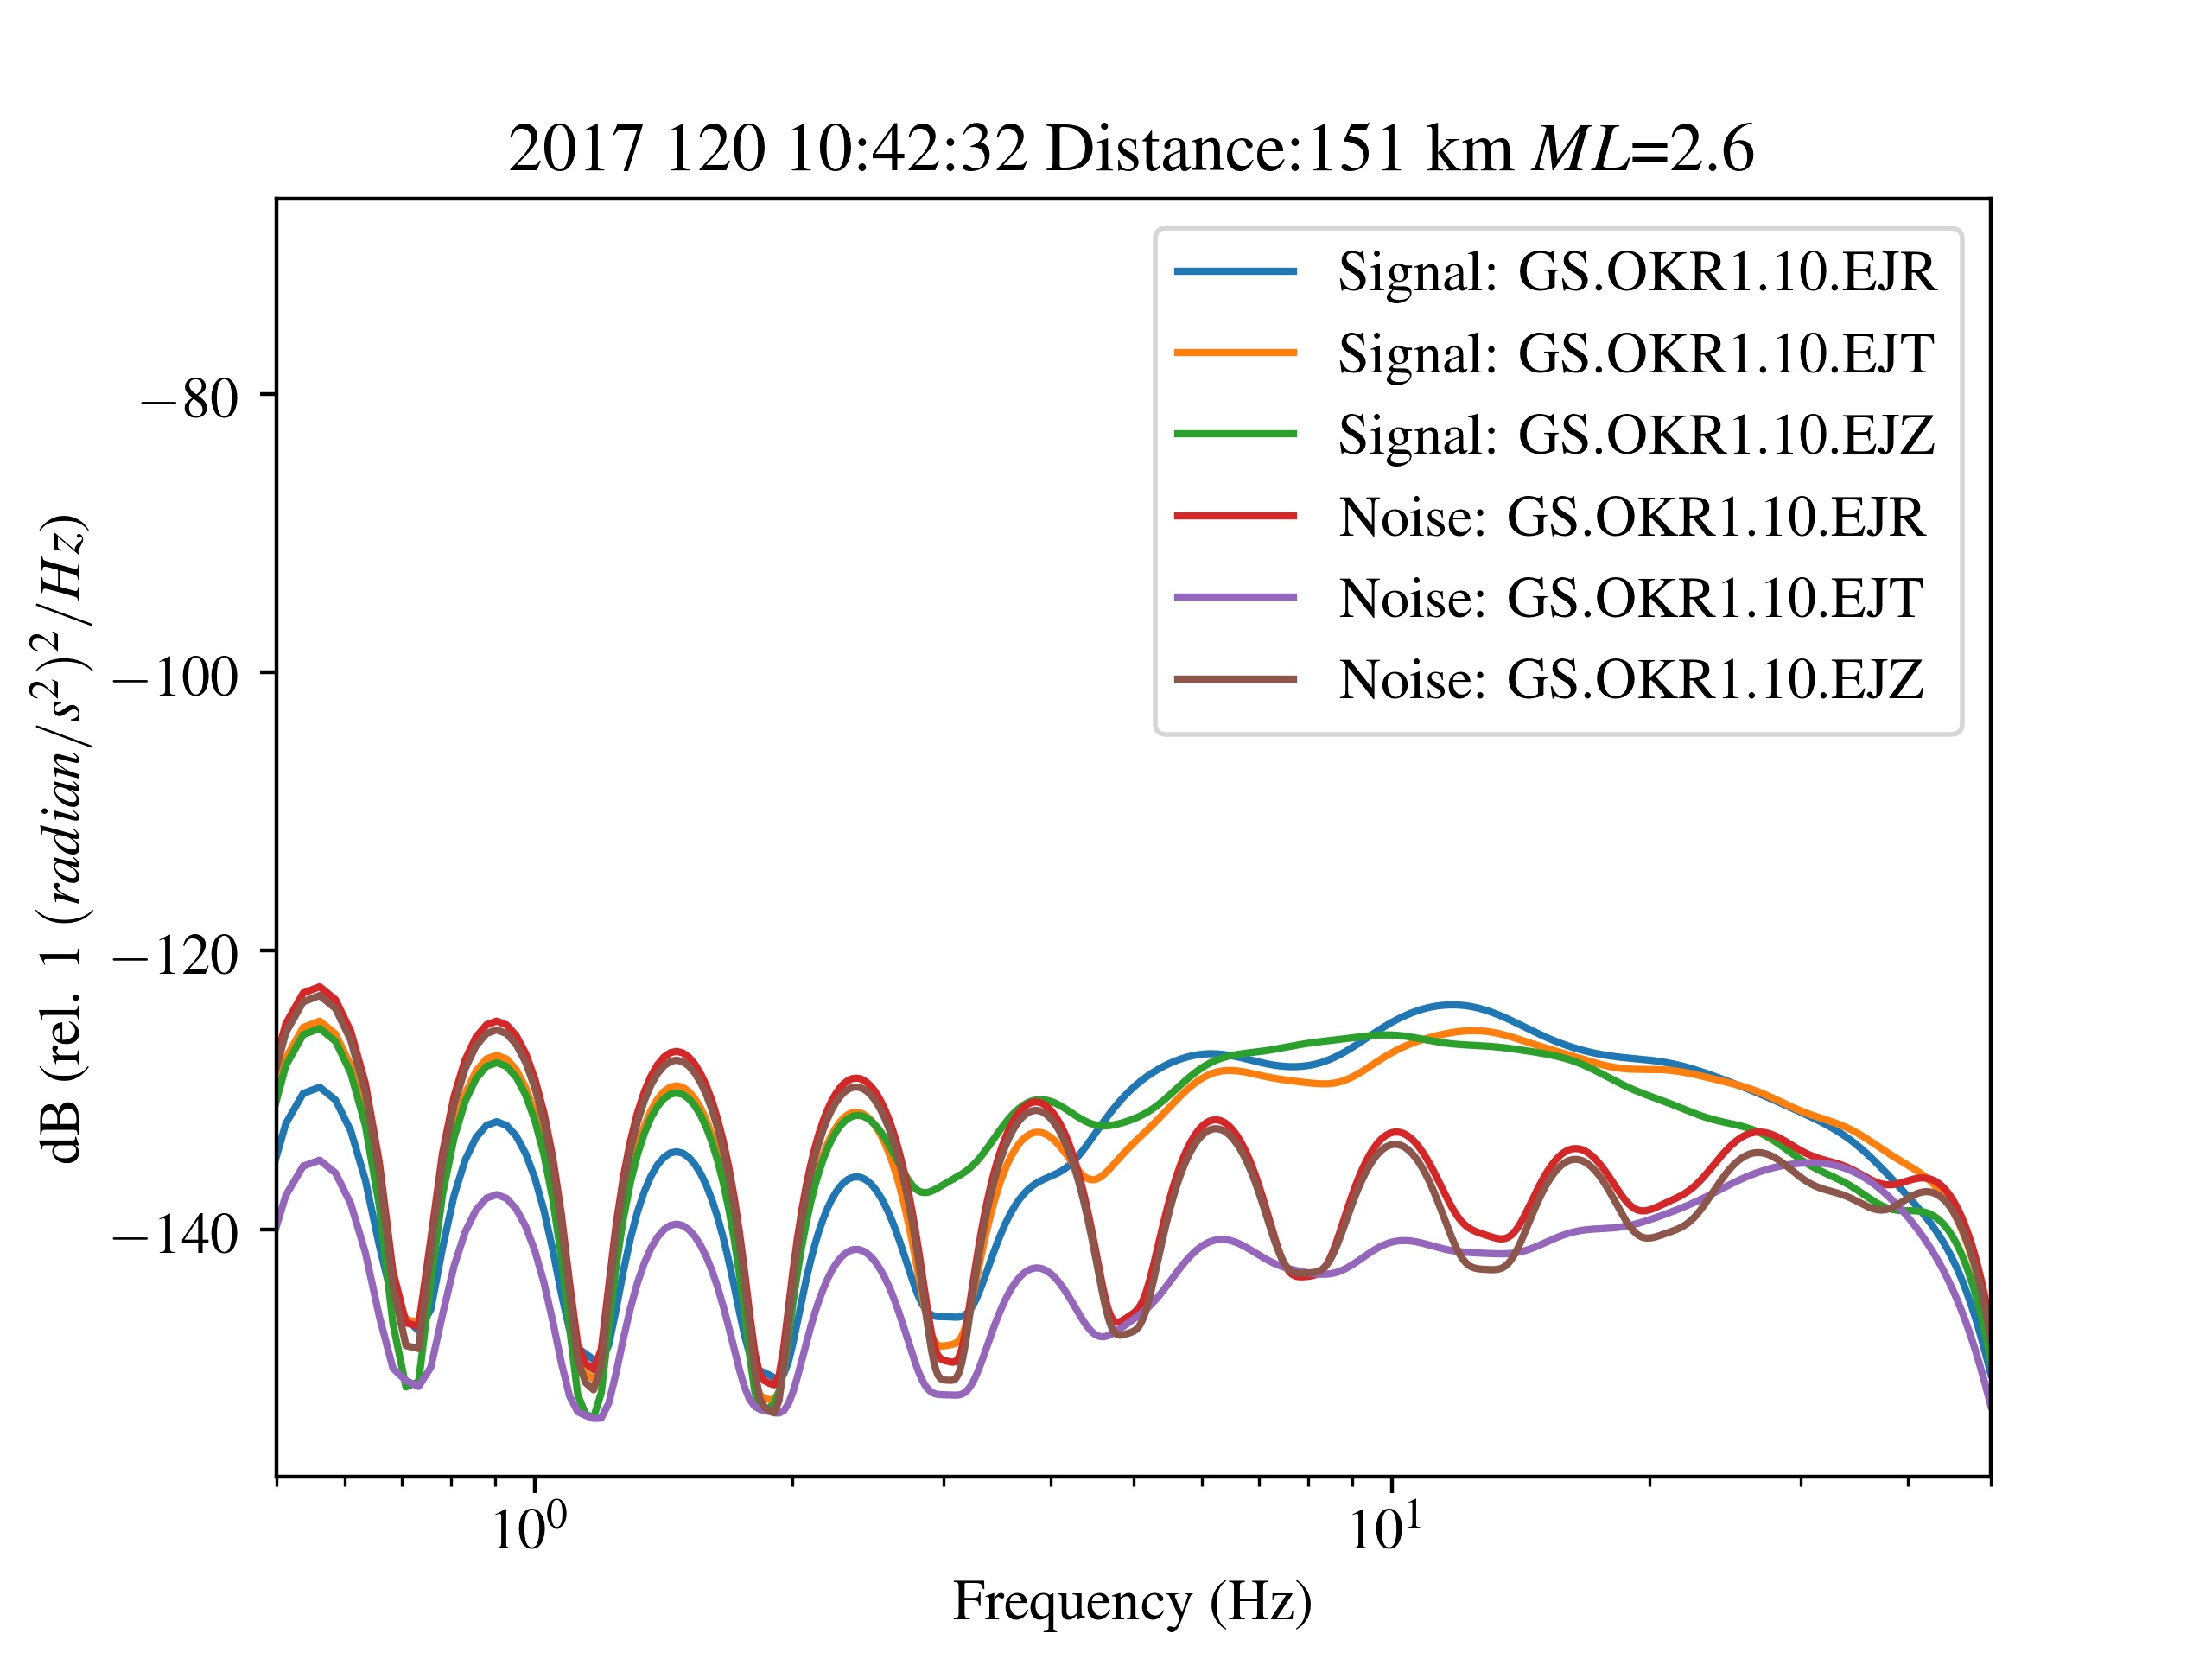 2017 120 10:42:32 Distance:151 km ML=2.6
Signal: GS.OKR1.10.EJR
Signal: GS.OKR1.10.EJT
Signal: GS.OKR1.10.EJZ
Noise: GS.OKR1.10.EJR
Noise: GS.OKR1.10.EJT
Noise: GS.OKR1.10.EJZ
dB (rel. 1 (radian/s²)²/Hz)
−80
−100
−120
−140
10⁰ 10¹
Frequency (Hz)